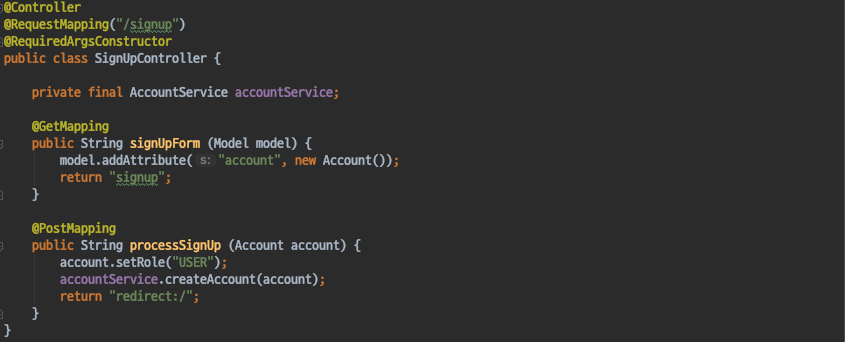 @Controller
@RequestMapping("/signup")
@RequiredArgsConstructor
public class SignUpController {
private final AccountService accountService;
@GetMapping
public String signUpForm (Model model) {
model.addAttribute( s: "account", new Account());
return "signup";
}
@PostMapping
public String processSignUp (Account account) {
account.setRole("USER");
accountService.createAccount(account);
return "redirect:/";
}
}